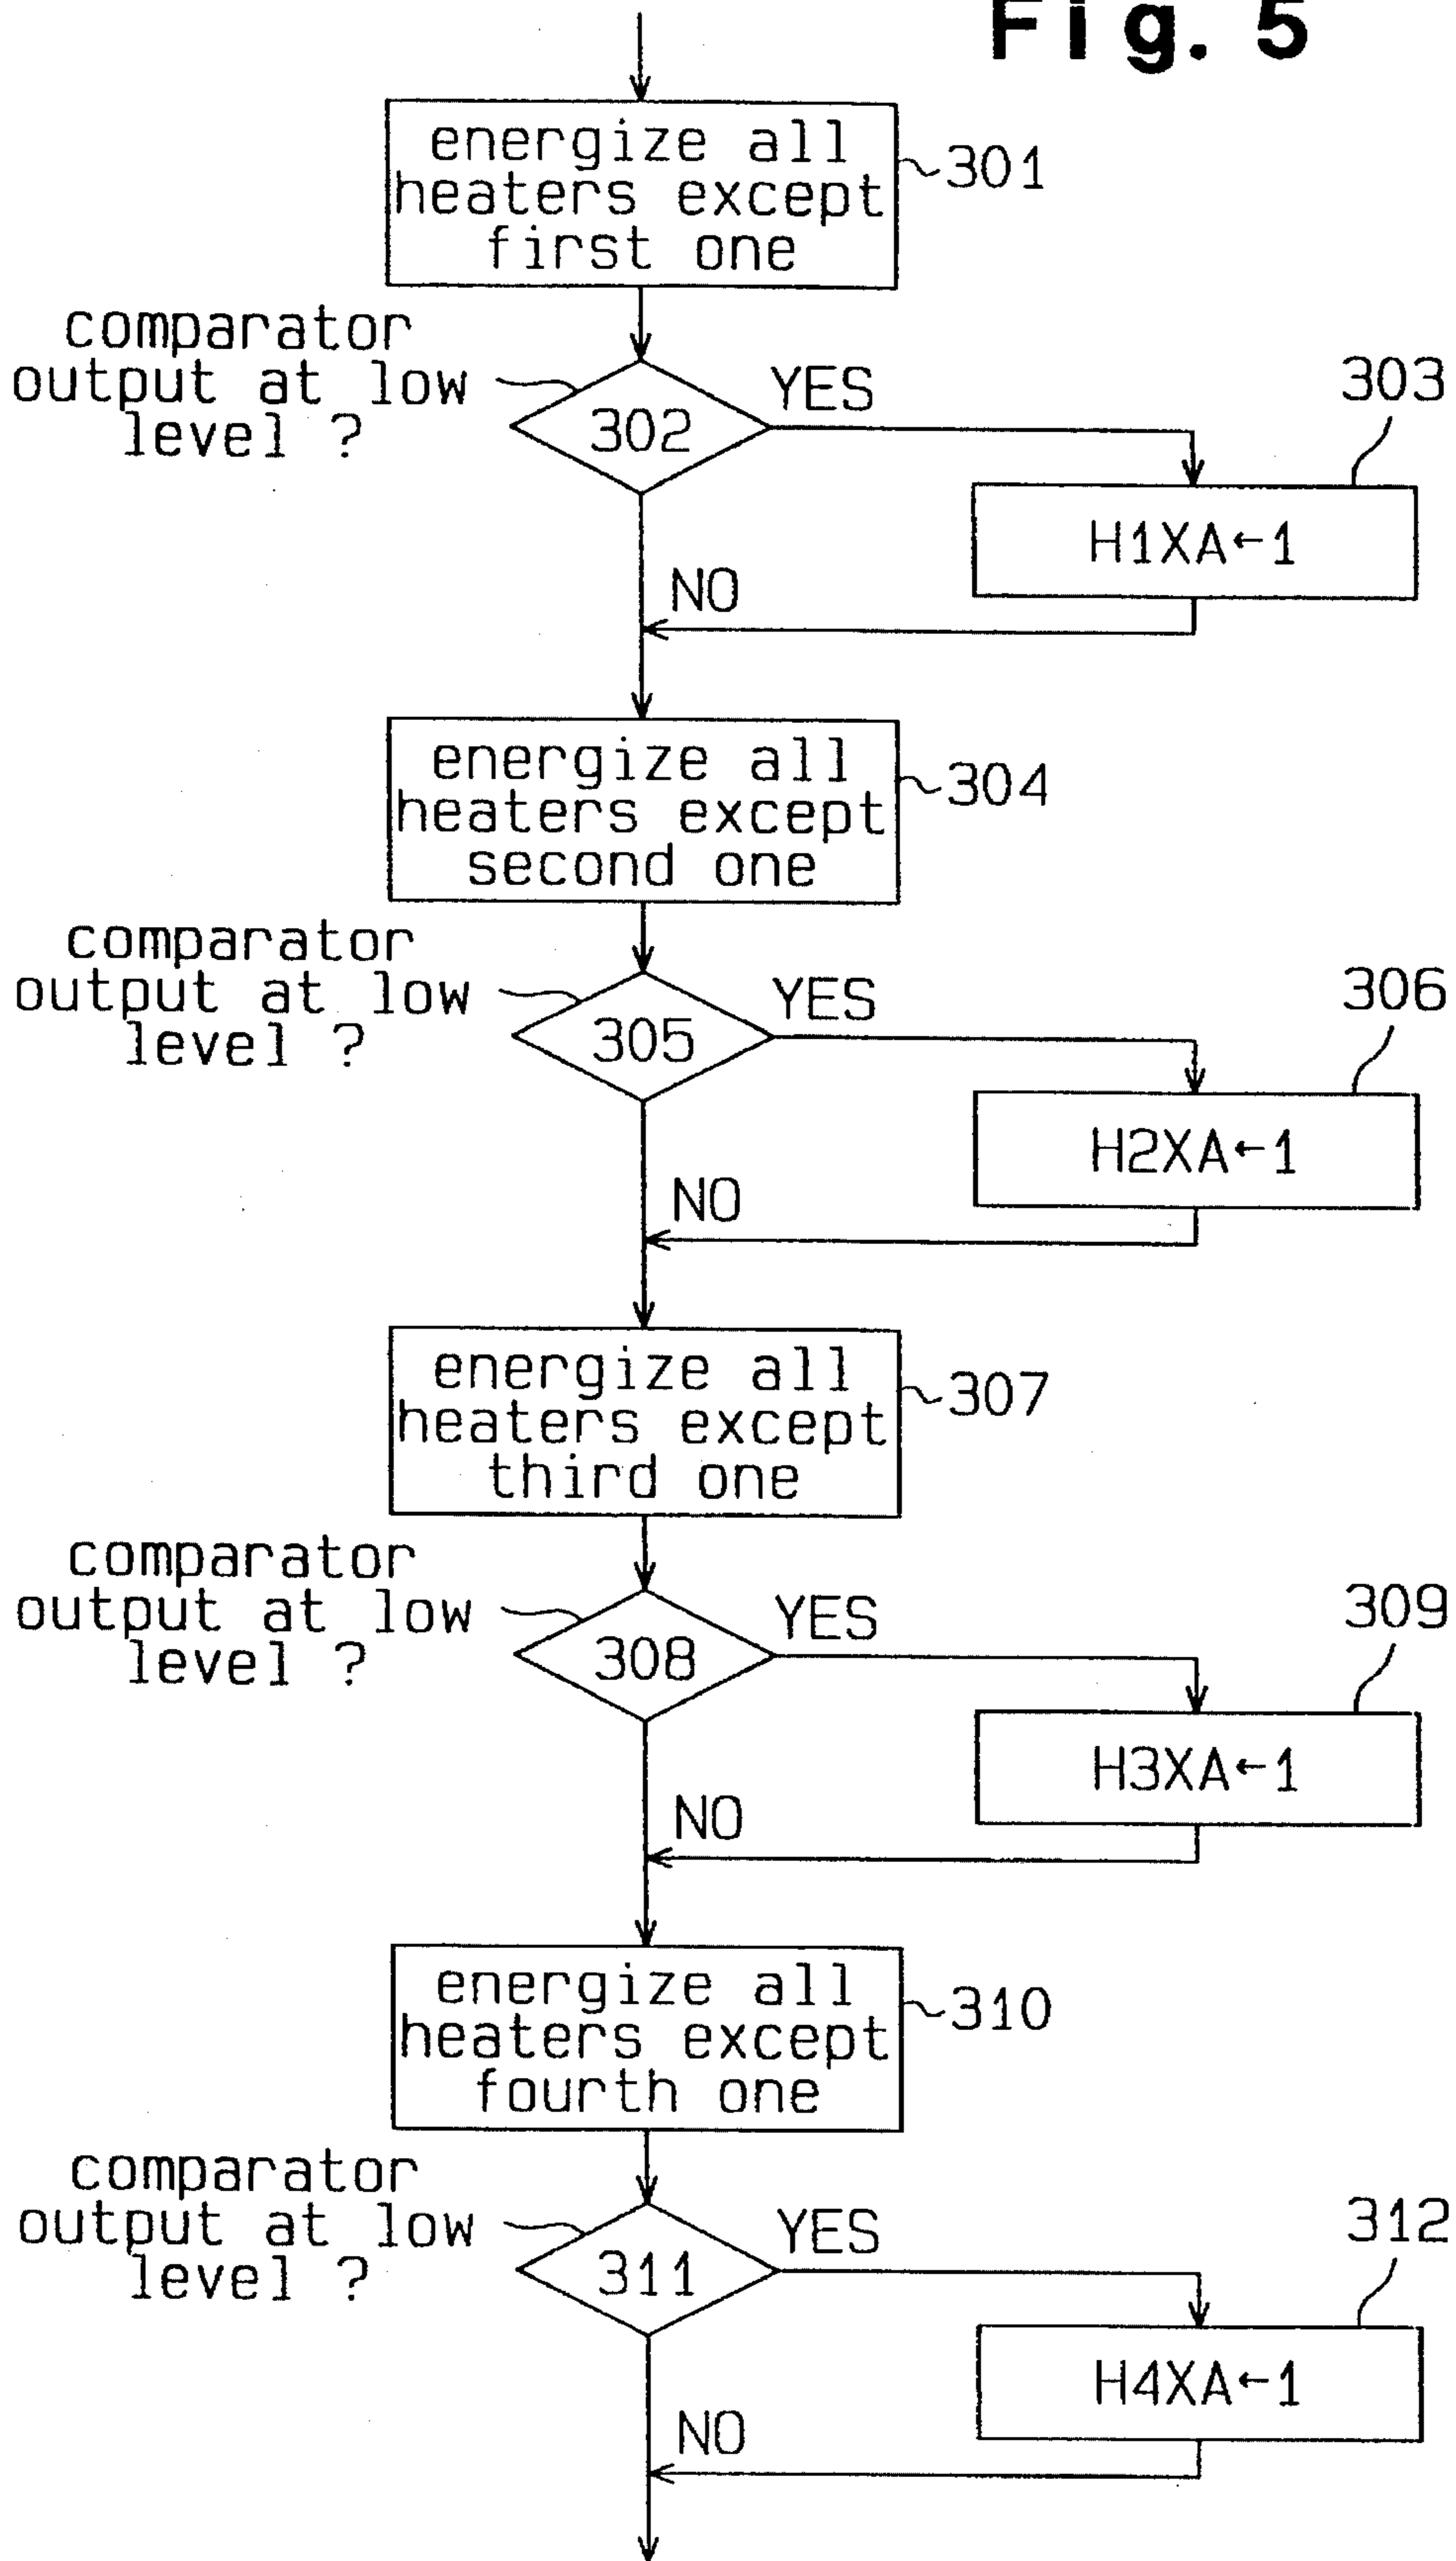 Fig. 5
energize all
heaters except
first one
301
comparator
output at low
level ?
302
YES
303
H1XA←1
NO
energize all
heaters except
second one
304
comparator
output at low
level ?
305
YES
306
H2XA←1
NO
energize all
heaters except
third one
307
comparator
output at low
level ?
308
YES
309
H3XA←1
NO
energize all
heaters except
fourth one
310
comparator
output at low
level ?
311
YES
312
H4XA←1
NO